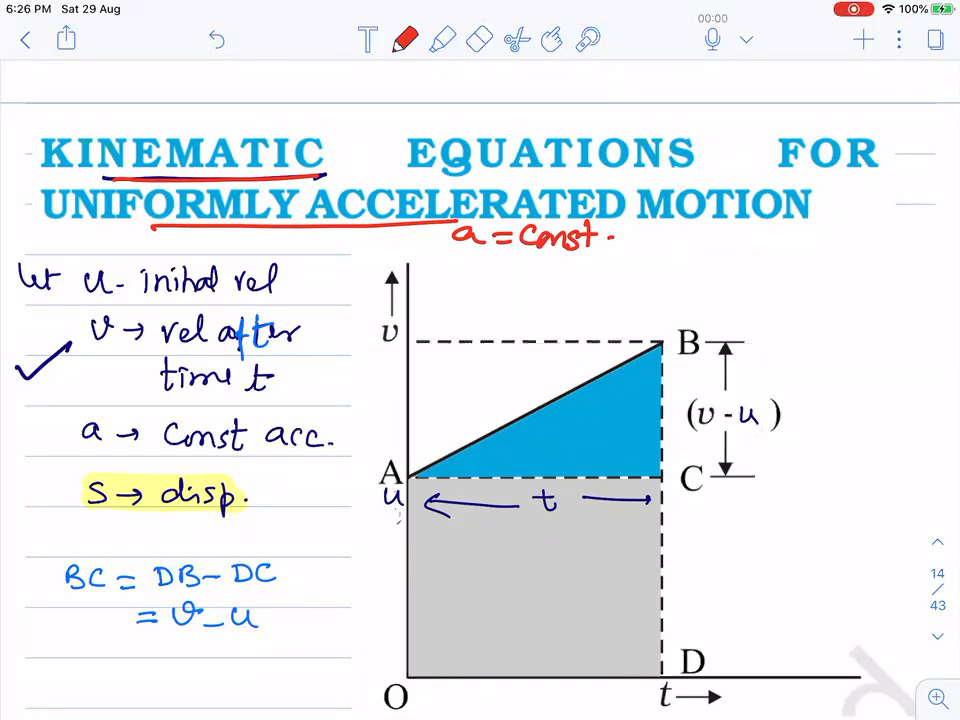 6:26 PM Sat 29 Aug
100%
00:00
KINEMATIC EQUATIONS FOR
UNIFORMLY ACCELERATED MOTION
a = const.
let u - initial vel
v → vel after
time t
a → const acc.
S → disp.
BC = DB - DC
= v - u
v
B
(v - u)
A
C
u
t
D
O
t
14
/
43